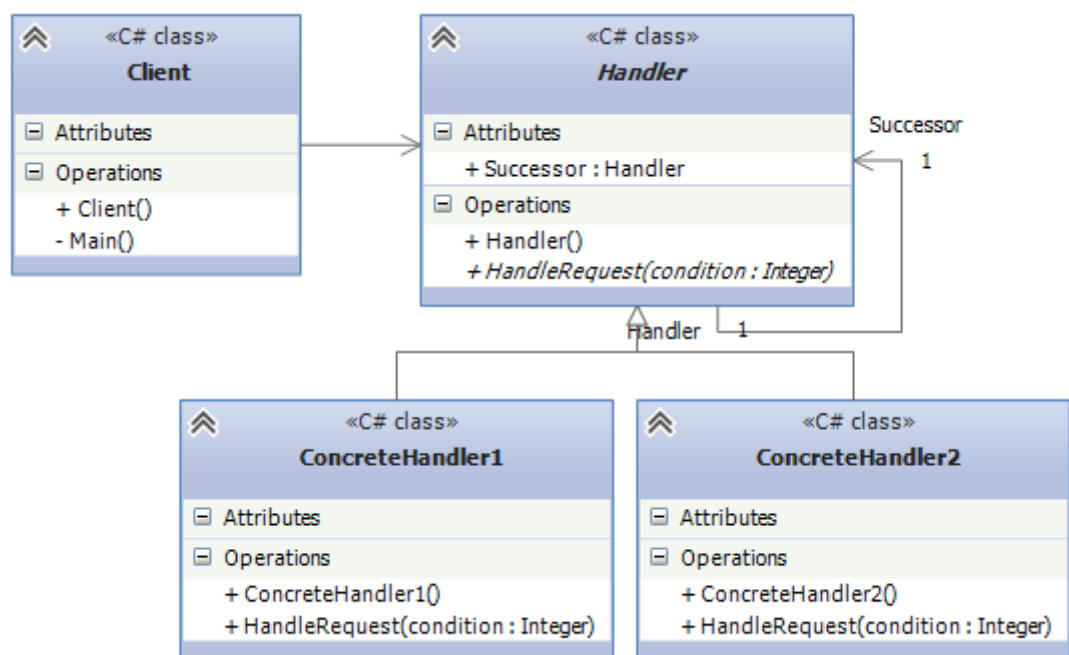 «C# class»
Client
Attributes
Operations
+ Client()
- Main()
«C# class»
Handler
Attributes
+ Successor : Handler
Operations
+ Handler()
+ HandleRequest(condition : Integer)
Successor
1
Handler
1
«C# class»
ConcreteHandler1
Attributes
Operations
+ ConcreteHandler1()
+ HandleRequest(condition : Integer)
«C# class»
ConcreteHandler2
Attributes
Operations
+ ConcreteHandler2()
+ HandleRequest(condition : Integer)